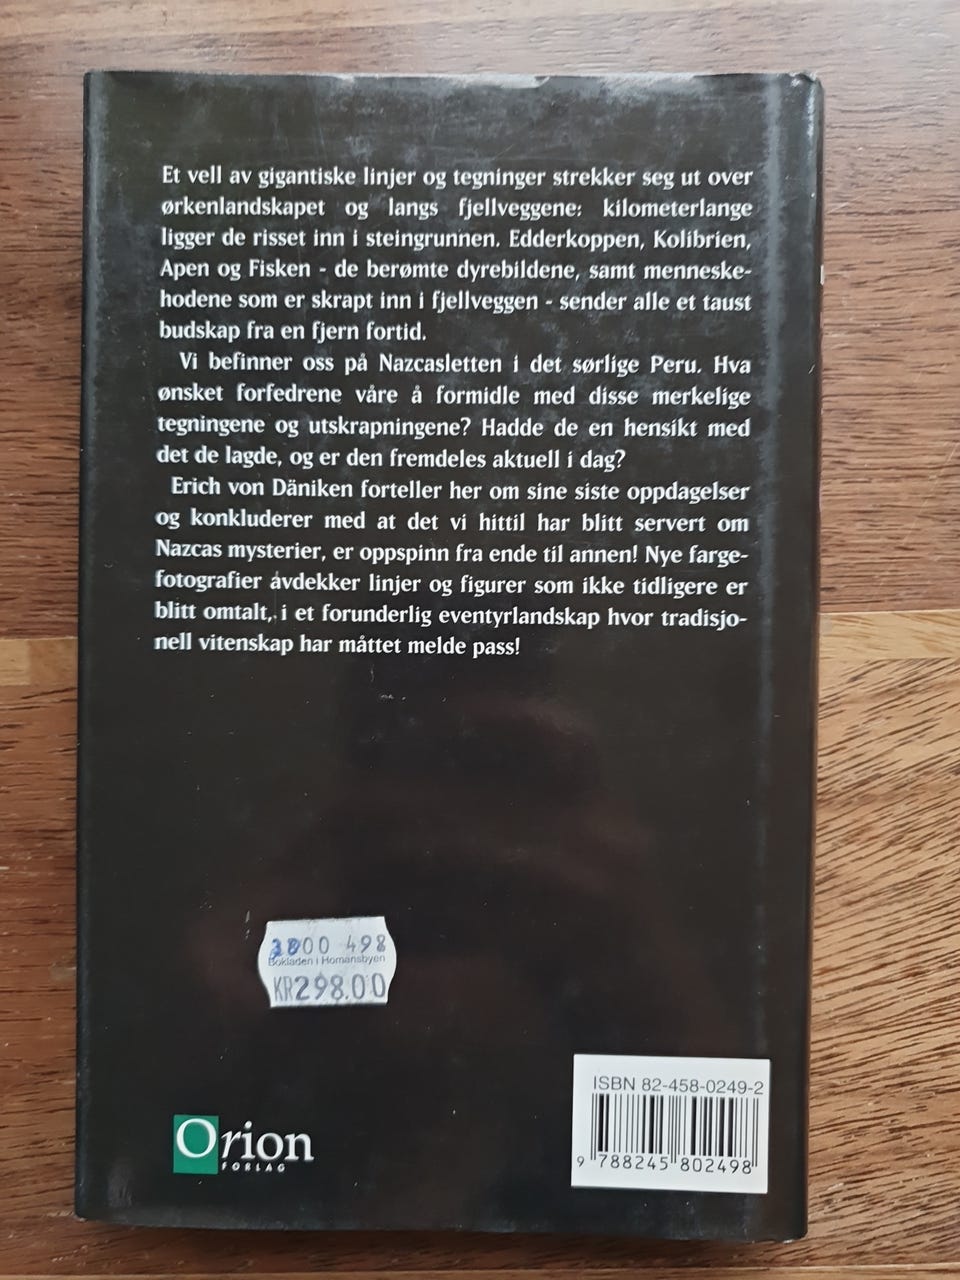 Et vell av gigantiske linjer og tegninger strekker seg ut over
ørkenlandskapet og langs fjellveggene: kilometerlange
ligger de risset inn i steingrunnen. Edderkoppen, Kolibrien,
Apen og Fisken - de berømte dyrebildene, samt menneske-
hodene som er skrapt inn i fjellveggen - sender alle et taust
budskap fra en fjern fortid.
Vi befinner oss på Nazcasletten i det sørlige Peru. Hva
ønsket forfedrene våre å formidle med disse merkelige
tegningene og utskrapningene? Hadde de en hensikt med
det de lagde, og er den fremdeles aktuell i dag?
Erich von Däniken forteller her om sine siste oppdagelser
og konkluderer med at det vi hittil har blitt servert om
Nazcas mysterier, er oppspinn fra ende til annen! Nye farge-
fotografier avdekker linjer og figurer som ikke tidligere er
blitt omtalt, i et forunderlig eventyrlandskap hvor tradisjo-
nell vitenskap har måttet melde pass!
498
Bokladen i Homansbyen
KR298.00
ISBN 82-458-0249-2
9 788245 802498
Orion
FORLAG